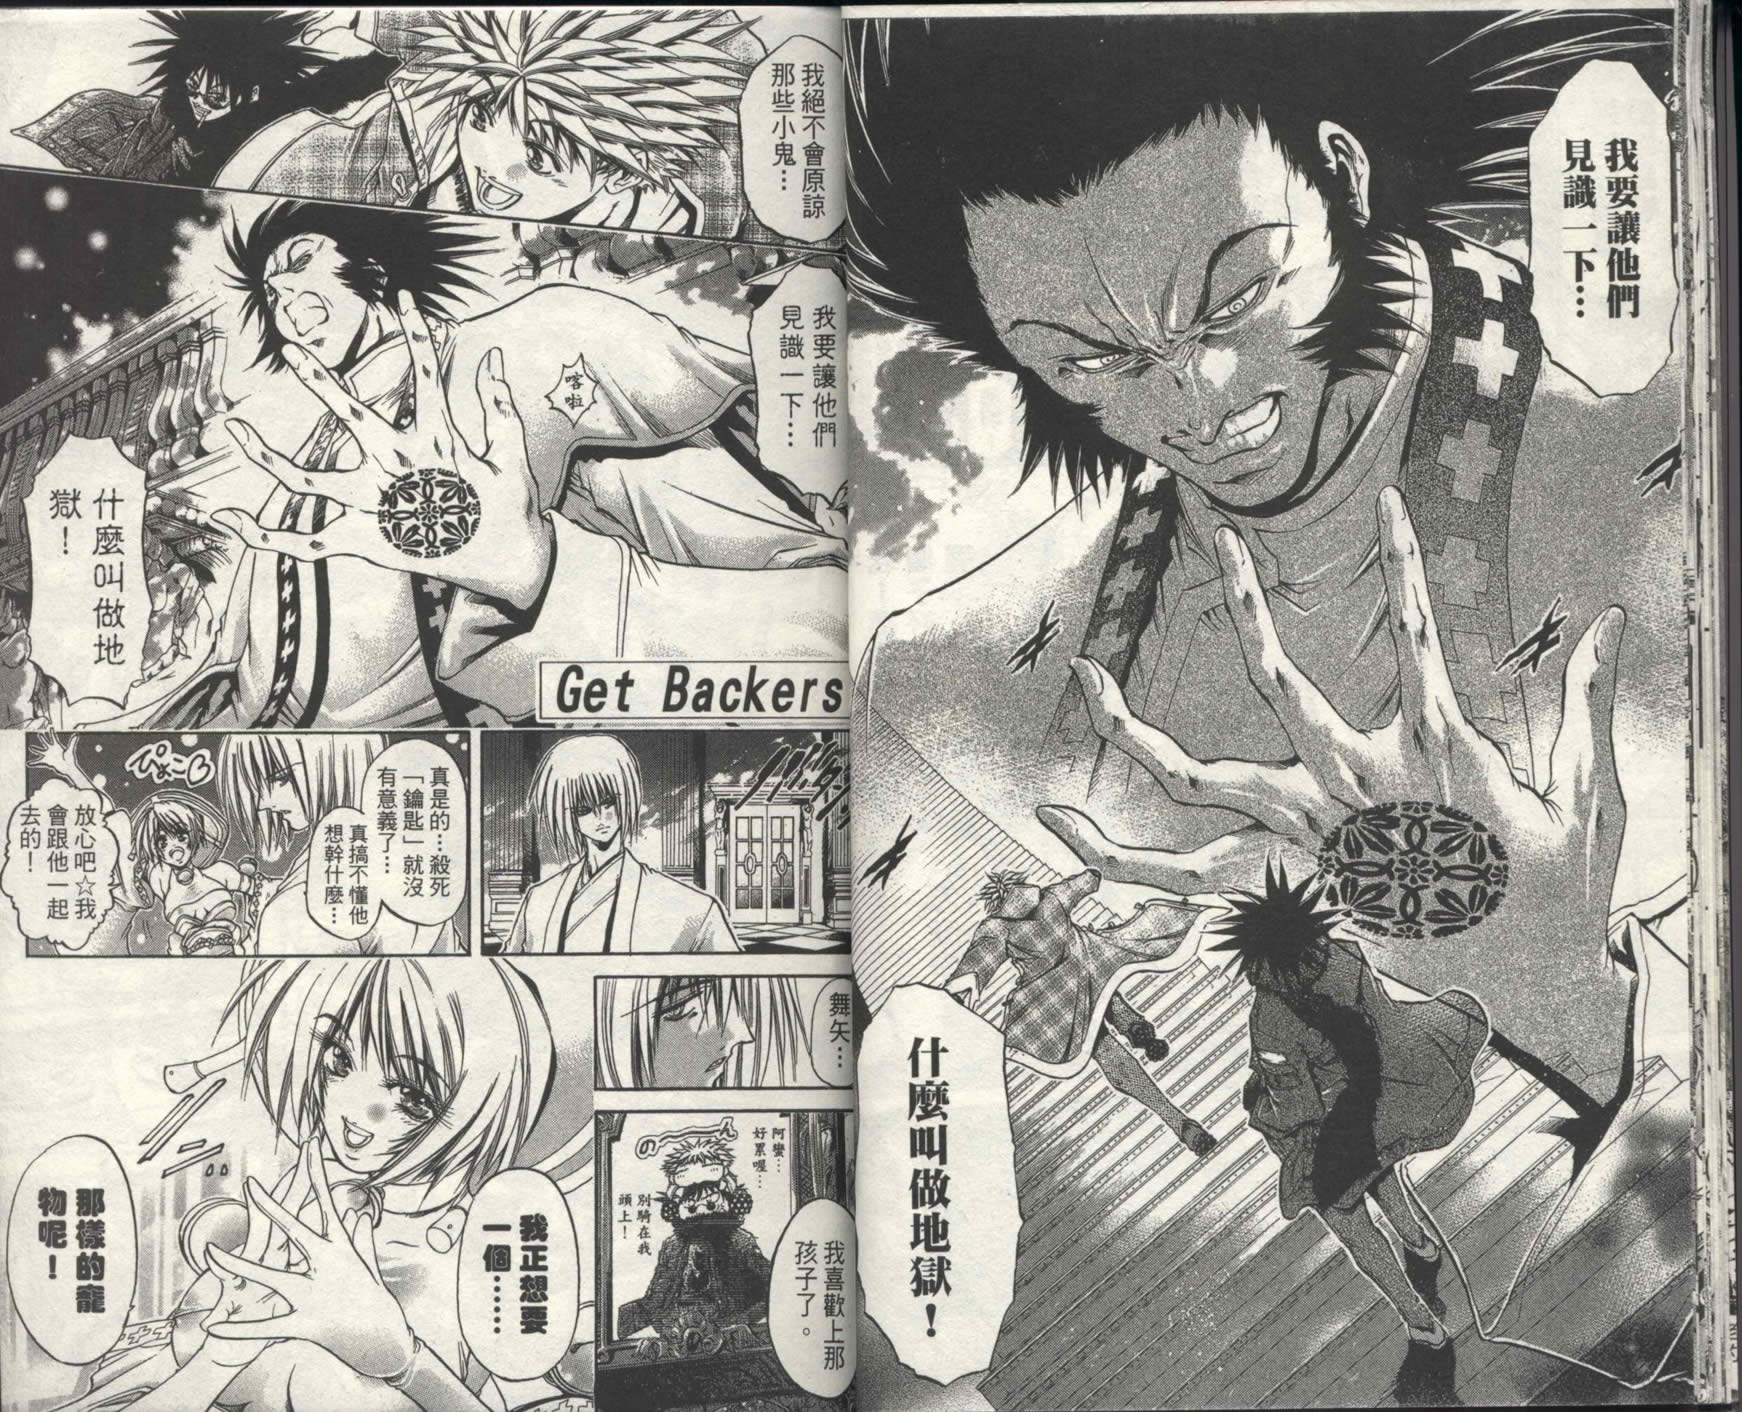 我要讓他們
見識一下…
什麼叫做地獄！
我絕不會原諒
那些小鬼…
我要讓他們
見識一下…
喀啦
什麼叫做地
獄！
Get Backers
真是的…殺死
「鑰匙」就沒
有意義了…
真搞不懂他
想幹什麼…
ぴょこ♡
放心吧☆我
會跟他一起
去的！
舞矢…
阿蠻…
好累喔…
の〜ん
別騎在我
頭上！
我喜歡上那
孩子了。
我正想要
一個……
那樣的寵
物呢！